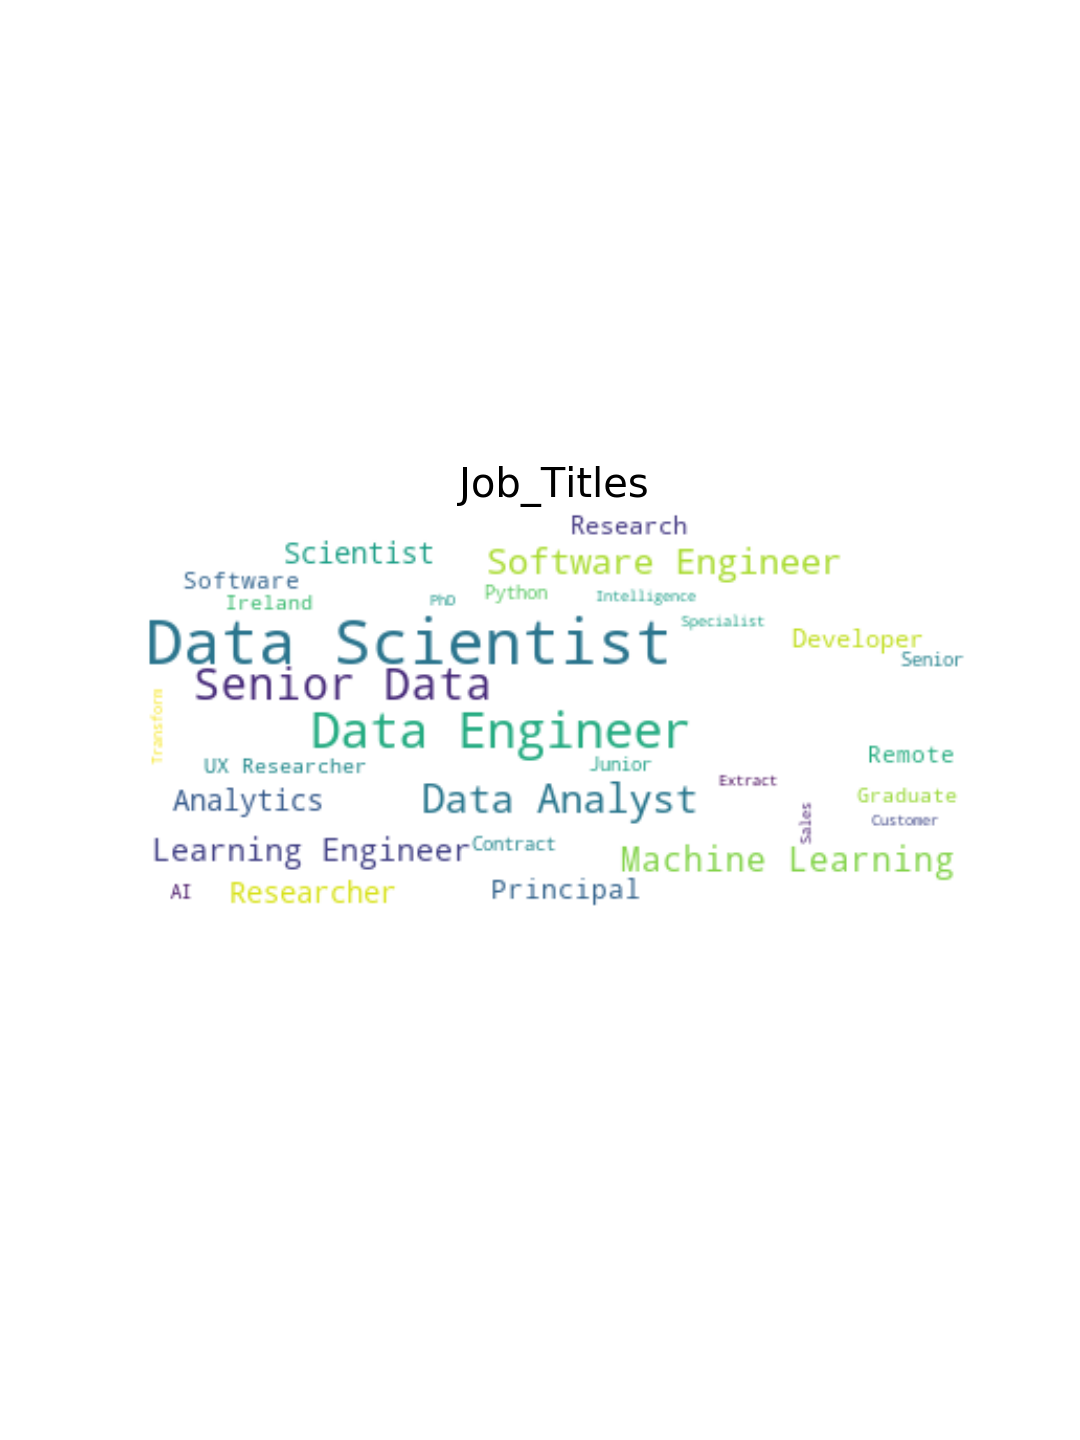 Job_Titles
Research
Scientist
Software Engineer
Software
Python
Intelligence
Ireland
PhD
Specialist
Data Scientist
Developer
Senior
Senior Data
Transform
Data Engineer
Remote
UX Researcher
Junior
Extract
Analytics
Data Analyst
Graduate
Customer
Sales
Learning Engineer
Contract
Machine Learning
AI
Researcher
Principal